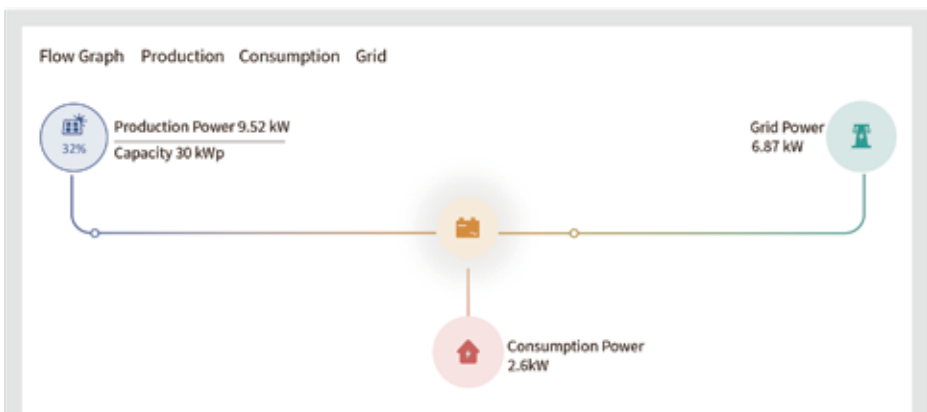 Flow Graph Production Consumption Grid
32%
Production Power 9.52 kW
Capacity 30 kWp
Grid Power
6.87 kW
Consumption Power
2.6kW